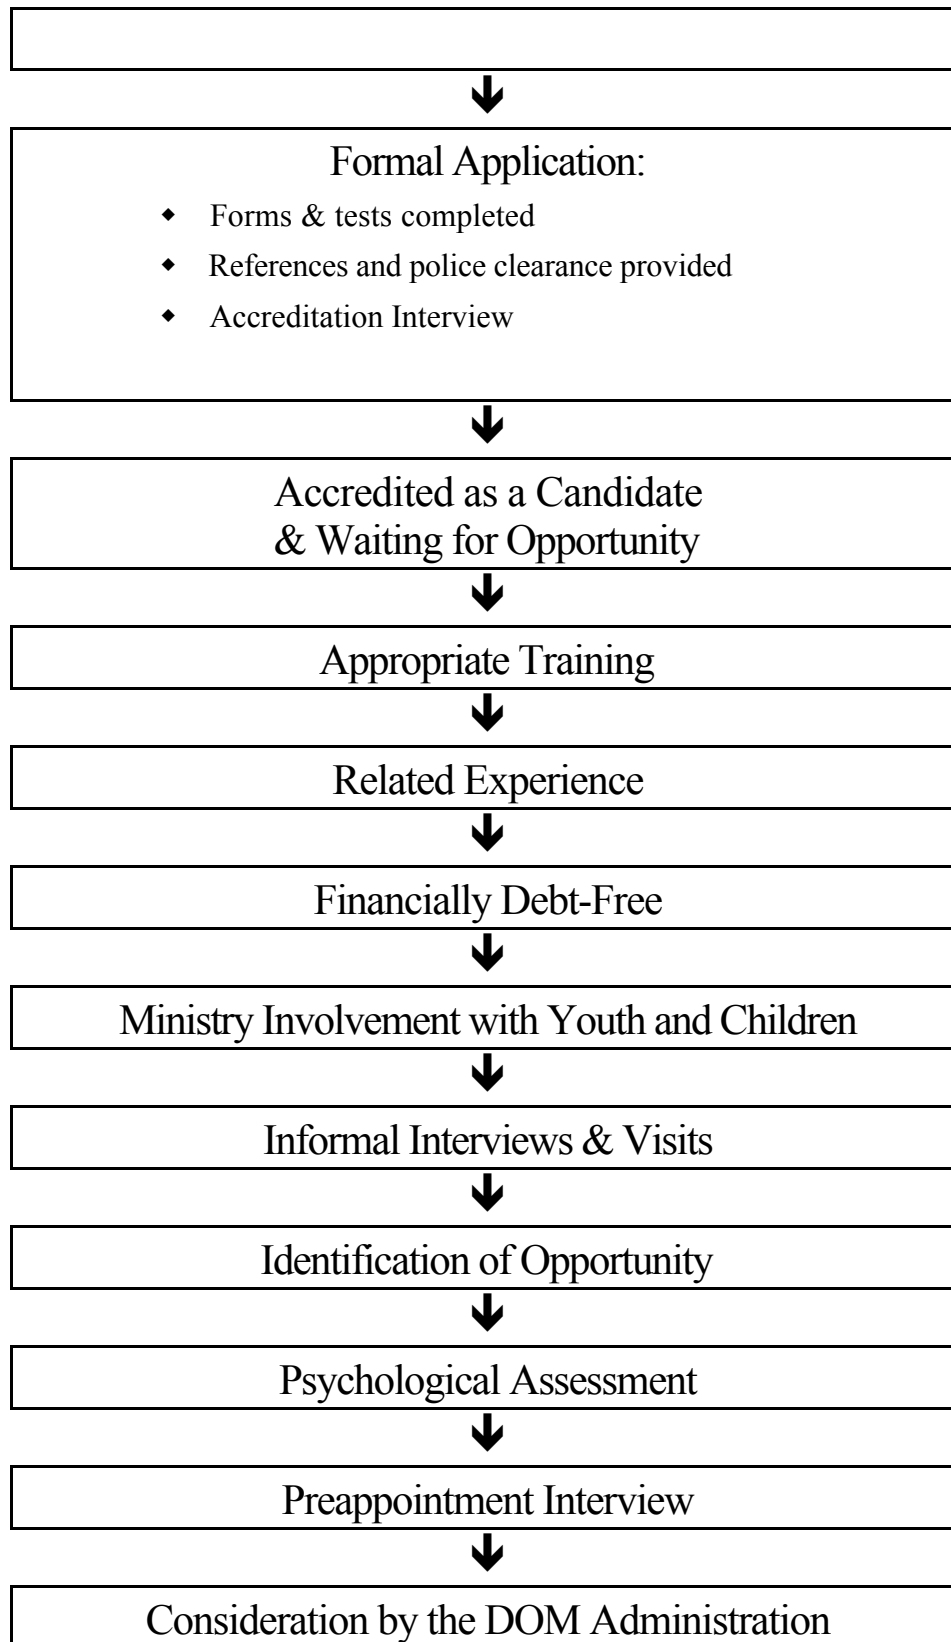 Formal Application:
◆ Forms & tests completed
◆ References and police clearance provided
◆ Accreditation Interview
Accredited as a Candidate
& Waiting for Opportunity
Appropriate Training
Related Experience
Financially Debt-Free
Ministry Involvement with Youth and Children
Informal Interviews & Visits
Identification of Opportunity
Psychological Assessment
Preappointment Interview
Consideration by the DOM Administration